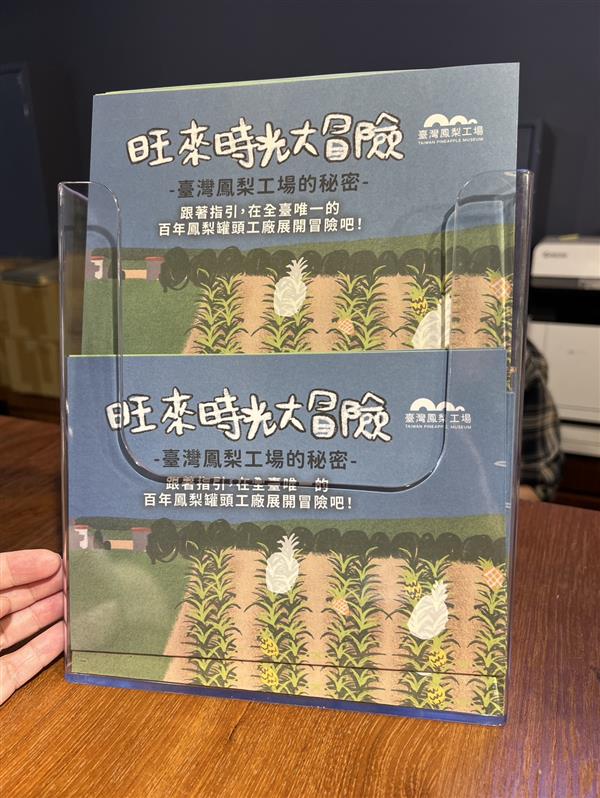 旺來時光大冒險
臺灣鳳梨工場
TAIWAN PINEAPPLE MUSEUM
-臺灣鳳梨工場的秘密-
跟著指引，在全臺唯一的
百年鳳梨罐頭工廠展開冒險吧！
旺來時光大冒險
臺灣鳳梨工場
TAIWAN PINEAPPLE MUSEUM
-臺灣鳳梨工場的秘密-
跟著指引，在全臺唯一的
百年鳳梨罐頭工廠展開冒險吧！